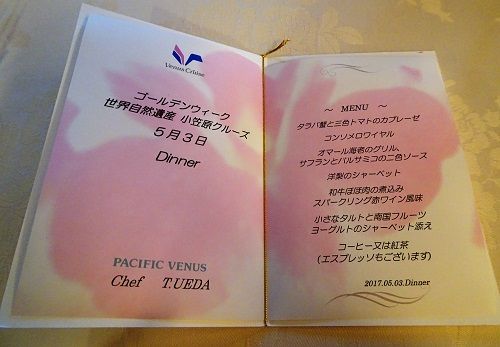 Venus Cruise
ゴールデンウィーク
世界自然遺産 小笠原クルーズ
5月3日
Dinner
PACIFIC VENUS
Chef T.UEDA
～ MENU ～
タラバ蟹と三色トマトのカプレーゼ
コンソメロワイヤル
オマール海老のグリル、
サフランとバルサミコの二色ソース
洋梨のシャーベット
和牛ほほ肉の煮込み
スパークリング赤ワイン風味
小さなタルトと南国フルーツ
ヨーグルトのシャーベット添え
コーヒー又は紅茶
（エスプレッソもございます）
2017.05.03.Dinner